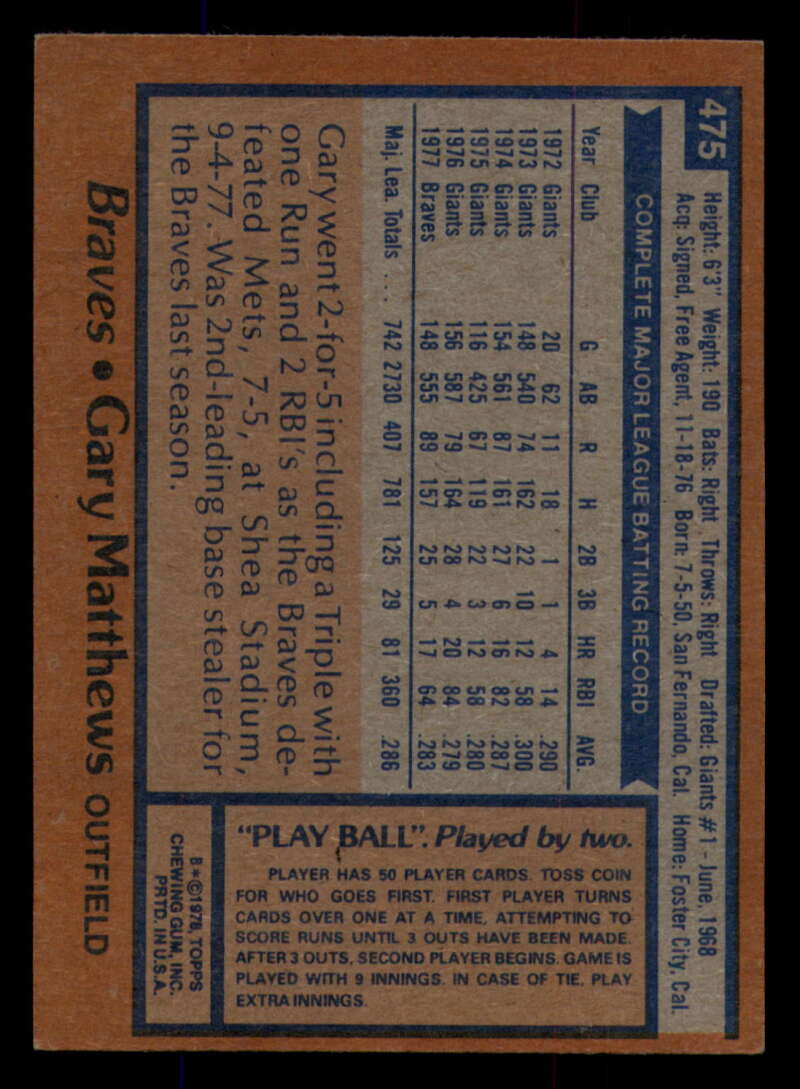 475
Height: 6'3" Weight: 190 Bats: Right Throws: Right Drafted: Giants #1 - June, 1968
Acq: Signed, Free Agent, 11-18-76 Born: 7-5-50, San Fernando, Cal. Home: Foster City, Cal.
COMPLETE MAJOR LEAGUE BATTING RECORD
Year Club G AB R H 2B 3B HR RBI AVG.
1972 Giants 20 62 11 18 1 1 4 14 .290
1973 Giants 148 540 74 162 22 10 12 58 .300
1974 Giants 154 561 87 161 27 6 16 82 .287
1975 Giants 116 425 67 119 22 3 12 58 .280
1976 Giants 156 587 79 164 28 4 20 84 .279
1977 Braves 148 555 89 157 25 5 17 64 .283
Maj. Lea. Totals ... 742 2730 407 781 125 29 81 360 .286
Gary went 2-for-5 including a Triple with
one Run and 2 RBI's as the Braves de-
feated Mets, 7-5, at Shea Stadium,
9-4-77. Was 2nd-leading base stealer for
the Braves last season.
Braves • Gary Matthews OUTFIELD
"PLAY BALL". Played by two.
PLAYER HAS 50 PLAYER CARDS. TOSS COIN
FOR WHO GOES FIRST. FIRST PLAYER TURNS
CARDS OVER ONE AT A TIME, ATTEMPTING TO
SCORE RUNS UNTIL 3 OUTS HAVE BEEN MADE.
AFTER 3 OUTS, SECOND PLAYER BEGINS. GAME IS
PLAYED WITH 9 INNINGS. IN CASE OF TIE, PLAY
EXTRA INNINGS.
B*©1978, TOPPS
CHEWING GUM, INC.
PRTD. IN U.S.A.